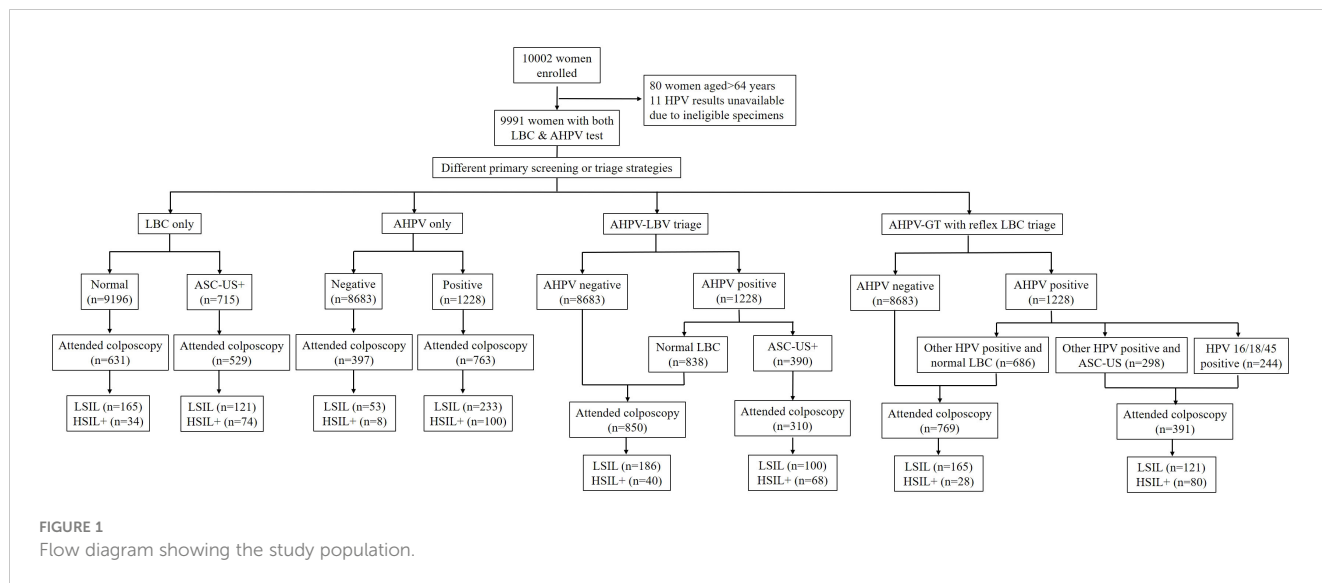 10002 women
enrolled
80 women aged>64 years
11 HPV results unavailable
due to ineligible specimens
9991 women with both
LBC & AHPV test
Different primary screening or triage strategies
LBC only
Normal
(n=9196)
ASC-US+
(n=715)
Attended colposcopy
(n=631)
Attended colposcopy
(n=529)
LSIL (n=165)
HSIL+ (n=34)
LSIL (n=121)
HSIL+ (n=74)
AHPV only
Negative
(n=8683)
Positive
(n=1228)
Attended colposcopy
(n=397)
Attended colposcopy
(n=763)
LSIL (n=53)
HSIL+ (n=8)
LSIL (n=233)
HSIL+ (n=100)
AHPV-LBV triage
AHPV negative
(n=8683)
AHPV positive
(n=1228)
Normal LBC
(n=838)
ASC-US+
(n=390)
Attended colposcopy
(n=850)
Attended colposcopy
(n=310)
LSIL (n=186)
HSIL+ (n=40)
LSIL (n=100)
HSIL+ (n=68)
AHPV-GT with reflex LBC triage
AHPV negative
(n=8683)
AHPV positive
(n=1228)
Other HPV positive and
normal LBC (n=686)
Other HPV positive and
ASC-US (n=298)
HPV 16/18/45
positive (n=244)
Attended colposcopy
(n=769)
Attended colposcopy
(n=391)
LSIL (n=165)
HSIL+ (n=28)
LSIL (n=121)
HSIL+ (n=80)
FIGURE 1
Flow diagram showing the study population.